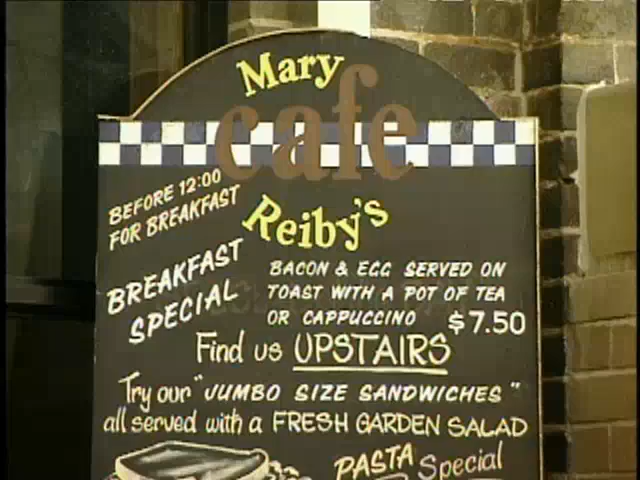 Mary
cafe
Reiby's
BEFORE 12:00
FOR BREAKFAST
BREAKFAST
SPECIAL
BACON & EGG SERVED ON
TOAST WITH A POT OF TEA
OR CAPPUCCINO $7.50
Find us UPSTAIRS
Try our "JUMBO SIZE SANDWICHES"
all served with a FRESH GARDEN SALAD
PASTA Special